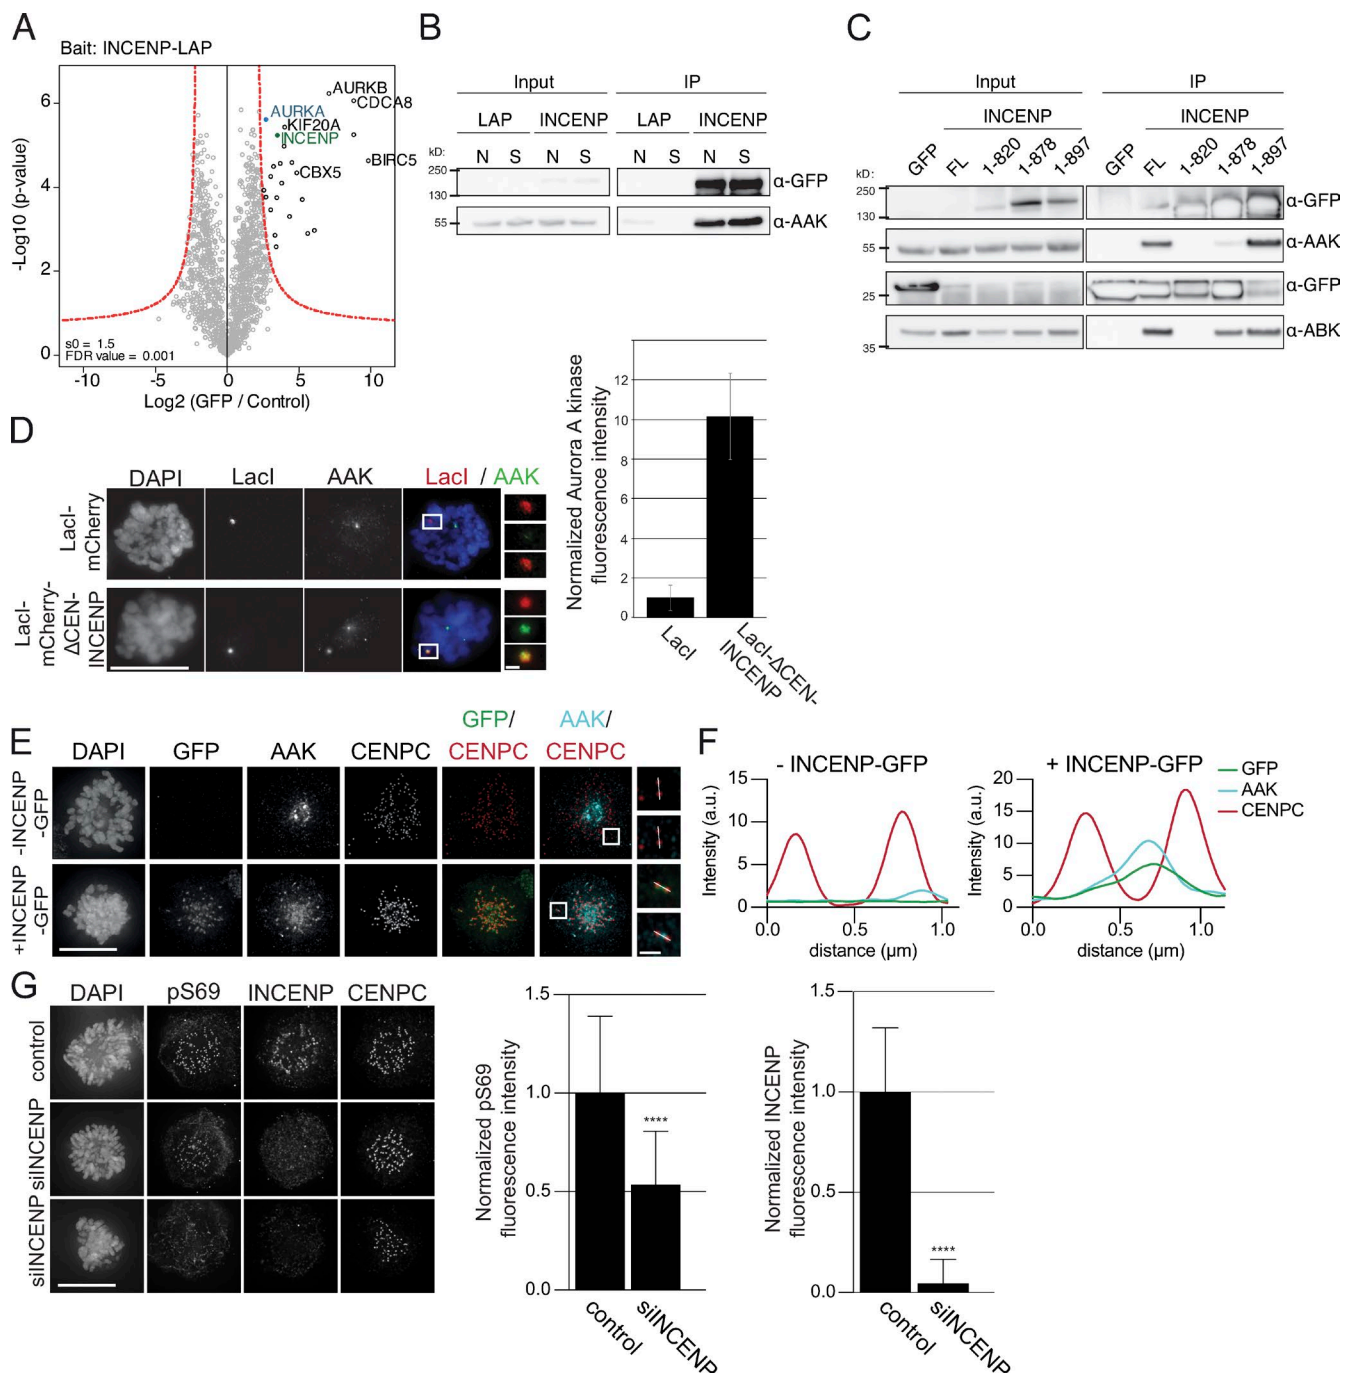 A
Bait: INCENP-LAP
-Log10 (p-value)
6
4
2
0
AURKB
CDCA8
AURKA
KIF20A
INCENP
BIRC5
CBX5
s0 = 1.5
FDR value = 0.001
-10
-5
0
5
10
Log2 (GFP / Control)
B
Input
IP
LAP
INCENP
LAP
INCENP
kD:
N
S
N
S
N
S
N
S
250
130
α-GFP
55
α-AAK
C
Input
IP
INCENP
INCENP
GFP
FL
1-820
1-878
1-897
GFP
FL
1-820
1-878
1-897
kD:
250
130
α-GFP
55
α-AAK
25
α-GFP
35
α-ABK
D
DAPI
LacI
AAK
LacI / AAK
LacI-
mCherry
LacI-
mCherry-
ΔCEN-
INCENP
Normalized Aurora A kinase
fluorescence intensity
12
10
8
6
4
2
0
LacI
LacI-ΔCEN-
INCENP
E
DAPI
GFP
AAK
CENPC
GFP/
CENPC
AAK/
CENPC
-INCENP
-GFP
+INCENP
-GFP
F
- INCENP-GFP
Intensity (a.u.)
15
10
5
0
0.0
0.5
1.0
distance (µm)
+ INCENP-GFP
Intensity (a.u.)
20
15
10
5
0
0.0
0.5
1.0
distance (µm)
GFP
AAK
CENPC
G
DAPI
pS69
INCENP
CENPC
control
siINCENP
siINCENP
Normalized pS69
fluorescence intensity
1.5
1.0
0.5
0.0
****
control
siINCENP
Normalized INCENP
fluorescence intensity
1.5
1.0
0.5
0.0
****
control
siINCENP